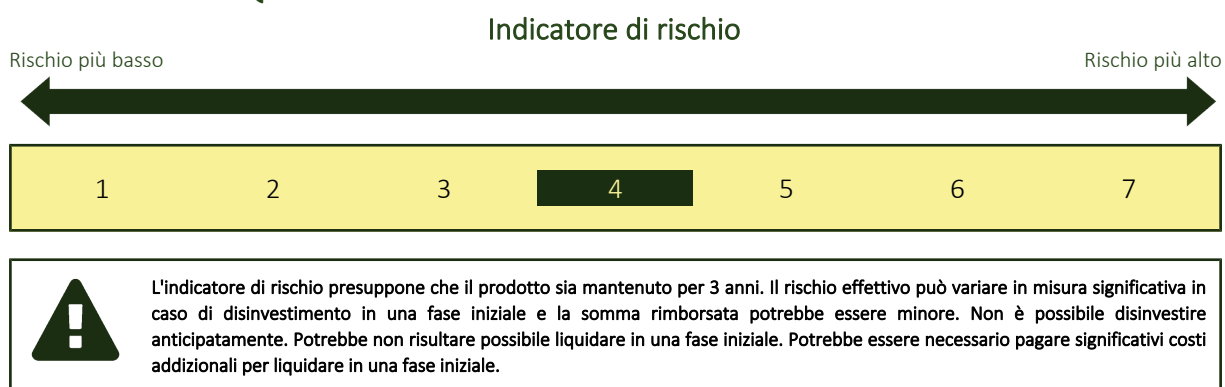 Indicatore di rischio
Rischio più basso
Rischio più alto
1 2 3 4 5 6 7
L'indicatore di rischio presuppone che il prodotto sia mantenuto per 3 anni. Il rischio effettivo può variare in misura significativa in
caso di disinvestimento in una fase iniziale e la somma rimborsata potrebbe essere minore. Non è possibile disinvestire
anticipatamente. Potrebbe non risultare possibile liquidare in una fase iniziale. Potrebbe essere necessario pagare significativi costi
addizionali per liquidare in una fase iniziale.